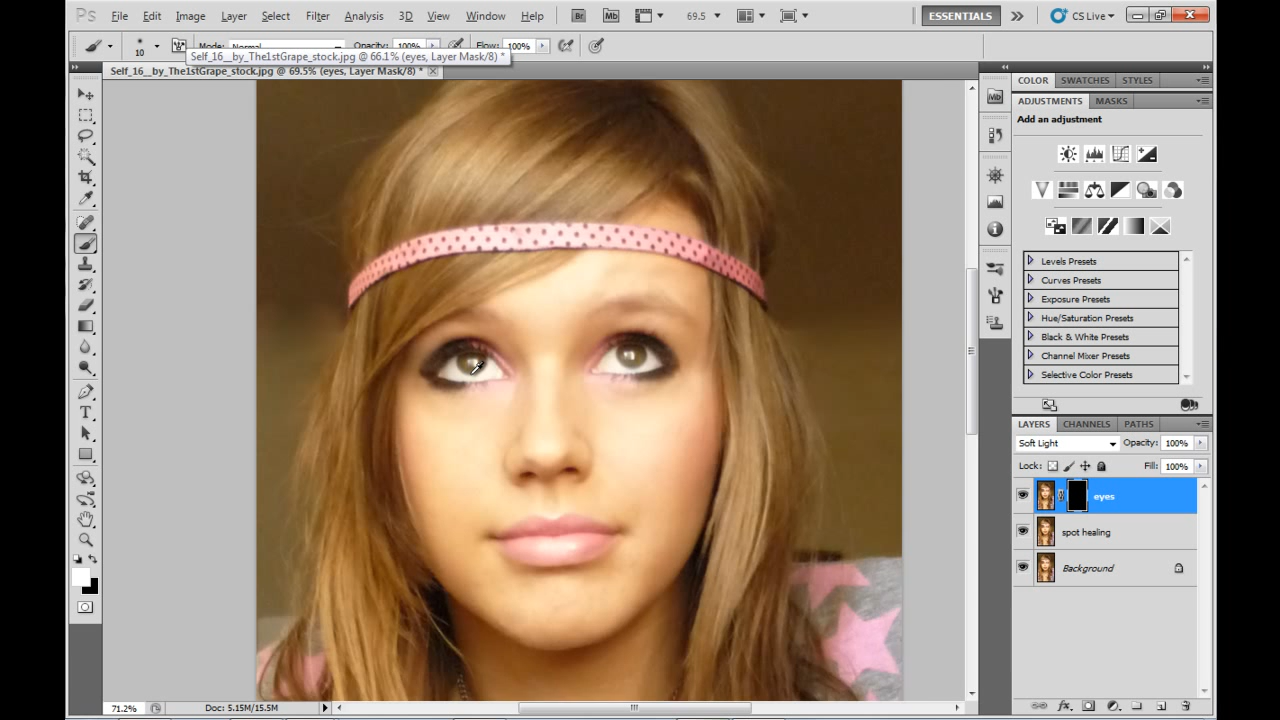 Ps File Edit Image Layer Select Filter Analysis 3D View Window Help Br Mb 69.5 ESSENTIALS CS Live
10 Mode: Normal Opacity: 100% Flow: 100%
Self_16__by_The1stGrape_stock.jpg @ 66.1% (eyes, Layer Mask/8) *
Self_16__by_The1stGrape_stock.jpg @ 69.5% (eyes, Layer Mask/8) *
COLOR SWATCHES STYLES
Mb
ADJUSTMENTS MASKS
Add an adjustment
Levels Presets
Curves Presets
Exposure Presets
Hue/Saturation Presets
Black & White Presets
Channel Mixer Presets
Selective Color Presets
LAYERS CHANNELS PATHS
Soft Light Opacity: 100%
Lock: Fill: 100%
eyes
spot healing
Background
71.2% Doc: 5.15M/15.5M